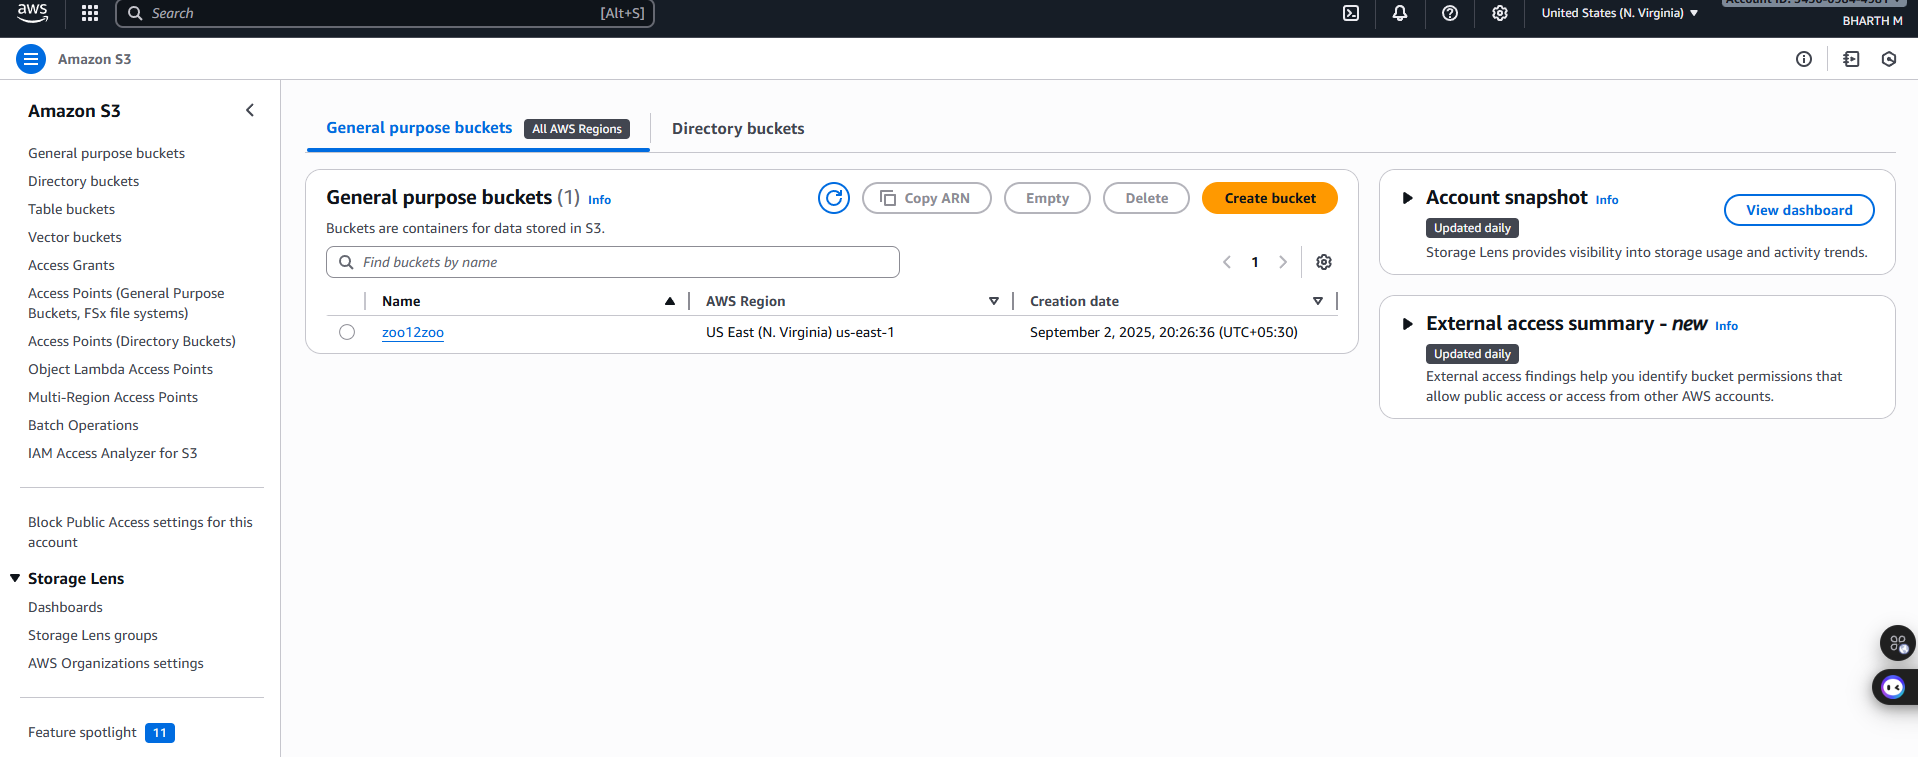 aws
Search
[Alt+S]
United States (N. Virginia)
BHARTH M
Amazon S3
Amazon S3
General purpose buckets
Directory buckets
Table buckets
Vector buckets
Access Grants
Access Points (General Purpose
Buckets, FSx file systems)
Access Points (Directory Buckets)
Object Lambda Access Points
Multi-Region Access Points
Batch Operations
IAM Access Analyzer for S3
Block Public Access settings for this
account
Storage Lens
Dashboards
Storage Lens groups
AWS Organizations settings
Feature spotlight 11
General purpose buckets All AWS Regions
Directory buckets
General purpose buckets (1) Info
Copy ARN
Empty
Delete
Create bucket
Buckets are containers for data stored in S3.
Find buckets by name
1
Name AWS Region Creation date
zoo12zoo US East (N. Virginia) us-east-1 September 2, 2025, 20:26:36 (UTC+05:30)
Account snapshot Info
View dashboard
Updated daily
Storage Lens provides visibility into storage usage and activity trends.
External access summary - new Info
Updated daily
External access findings help you identify bucket permissions that
allow public access or access from other AWS accounts.